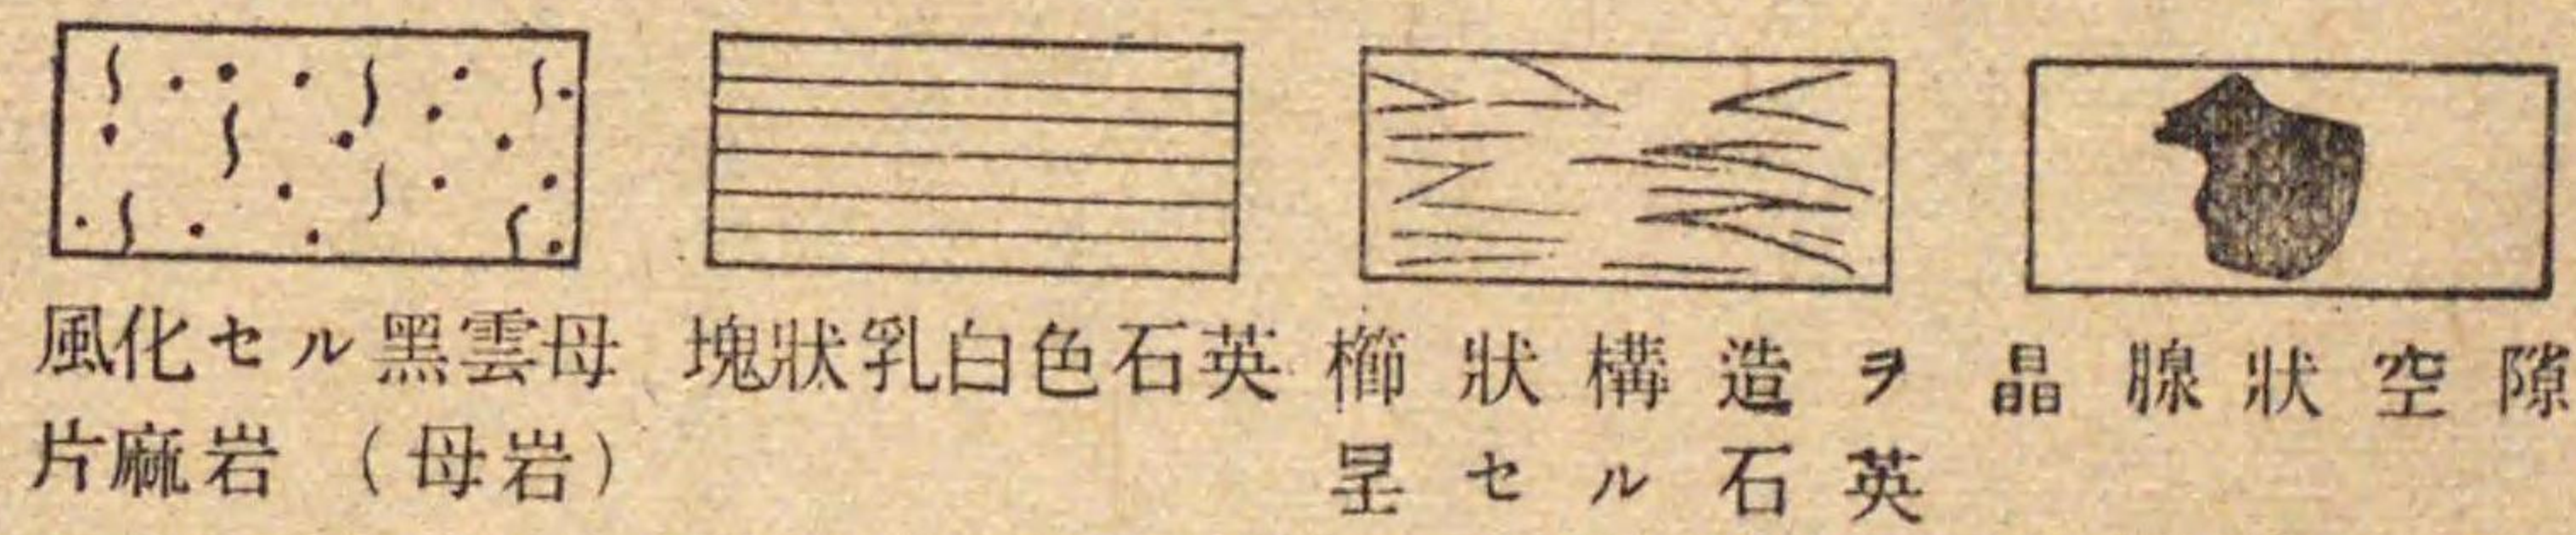 風化セル黑雲母
片麻岩（母岩）
塊狀乳白色石英
櫛狀構造ヲ
呈セル石英
晶腺狀空隙